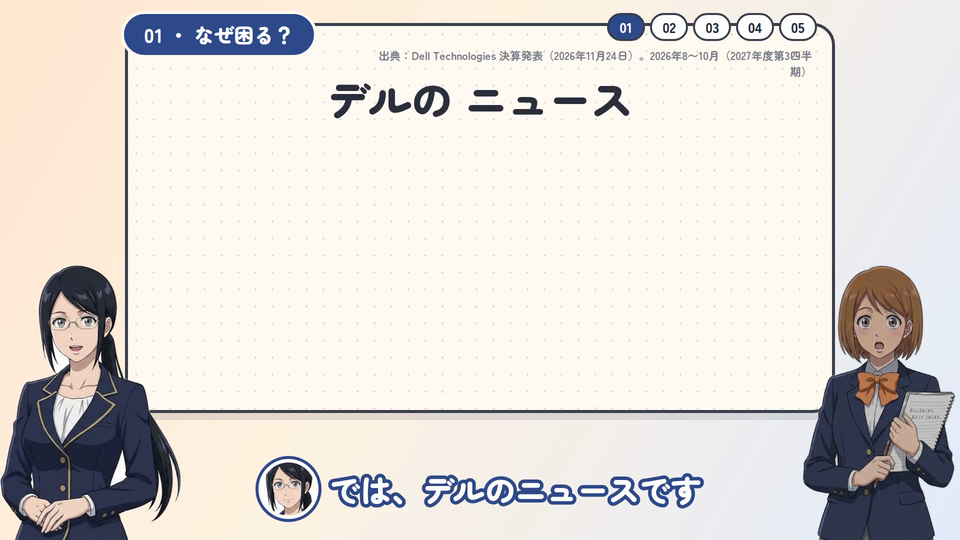 01 ・ なぜ困る？
01 02 03 04 05
出典：Dell Technologies 決算発表（2026年11月24日）。2026年8〜10月（2027年度第3四半
期）
デルの ニュース
では、デルのニュースです